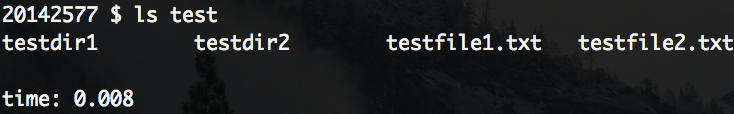 20142577 $ ls test
testdir1 testdir2 testfile1.txt testfile2.txt
time: 0.008